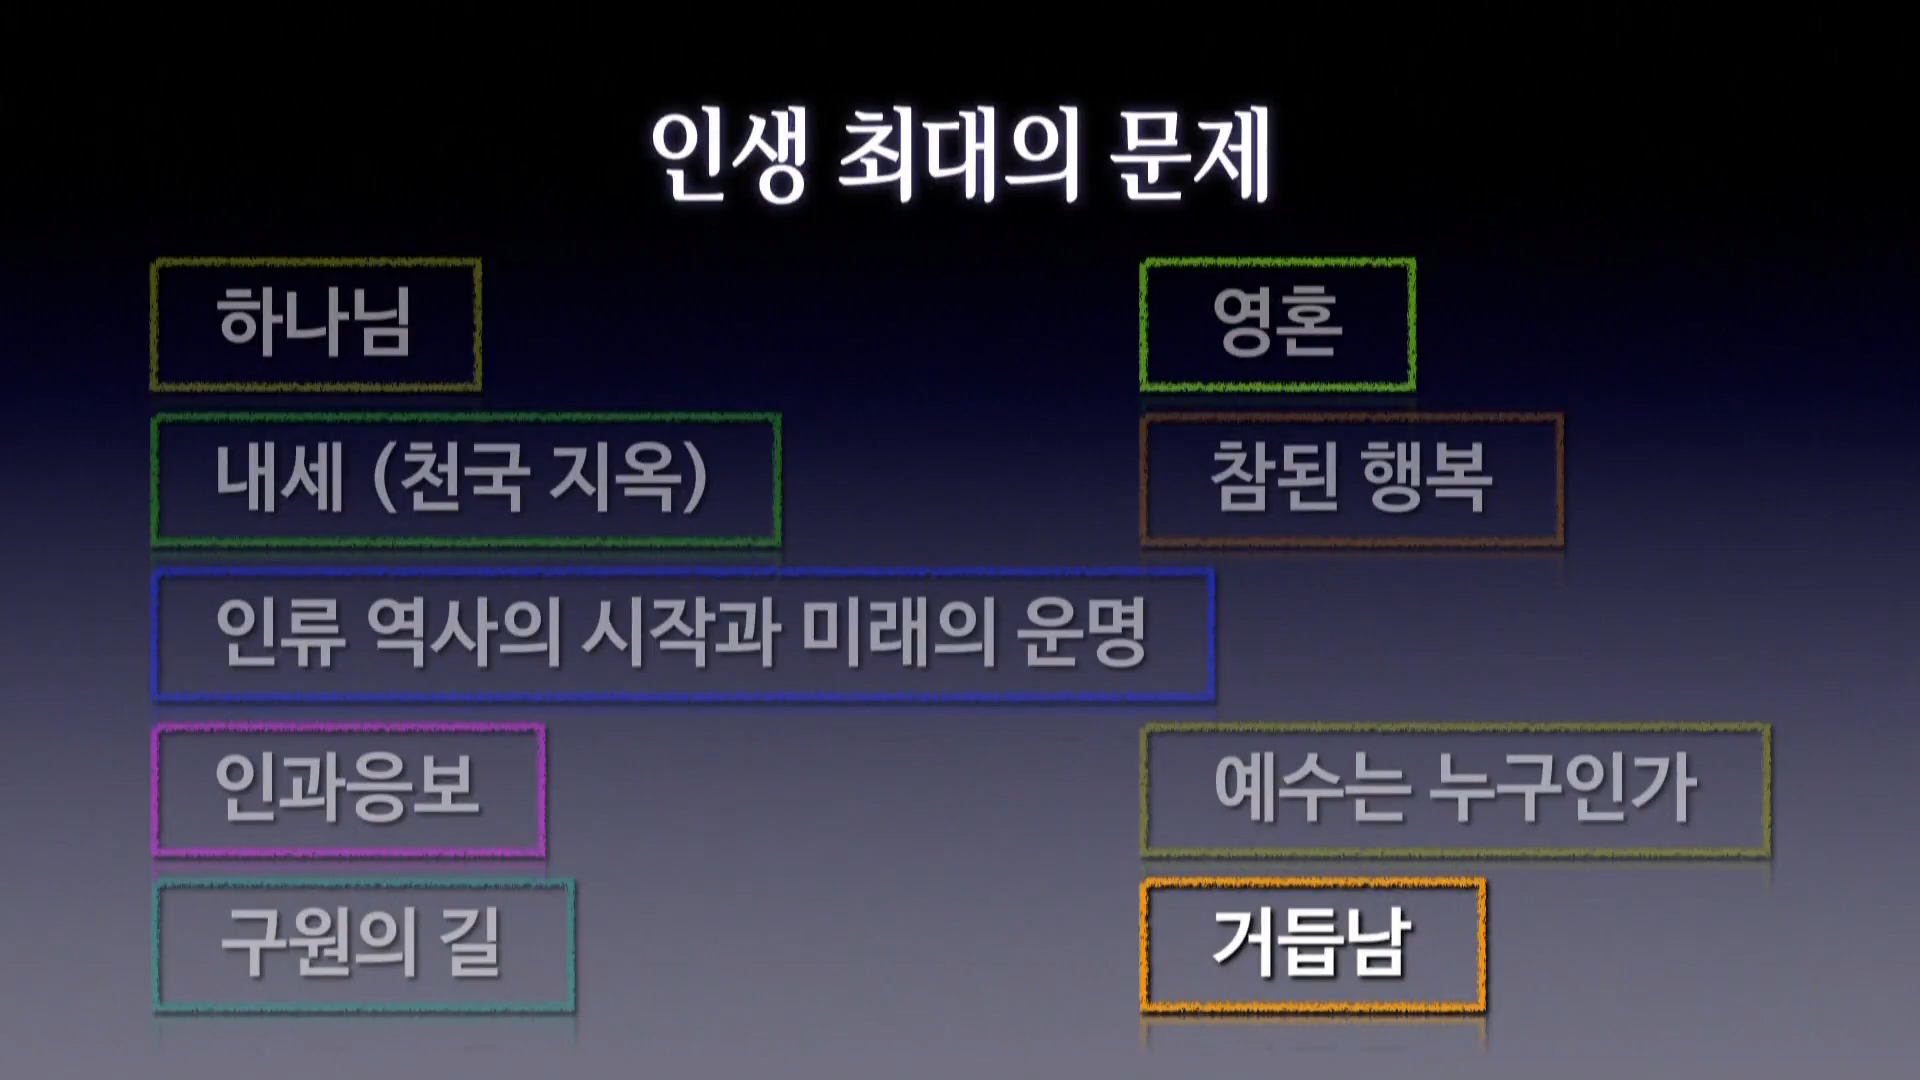 인생 최대의 문제
하나님
영혼
내세 (천국 지옥)
참된 행복
인류 역사의 시작과 미래의 운명
인과응보
예수는 누구인가
구원의 길
거듭남